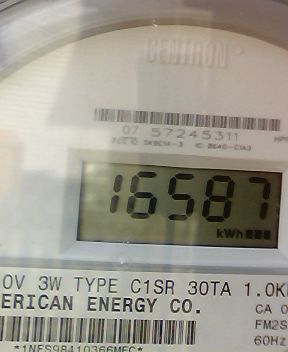 CENTRON
07 57245311
16587
kWh
0V 3W TYPE C1SR 30TA 1.0K
ERICAN ENERGY CO.
CA 0
FM2S
60Hz
*1NES98410366MEC*